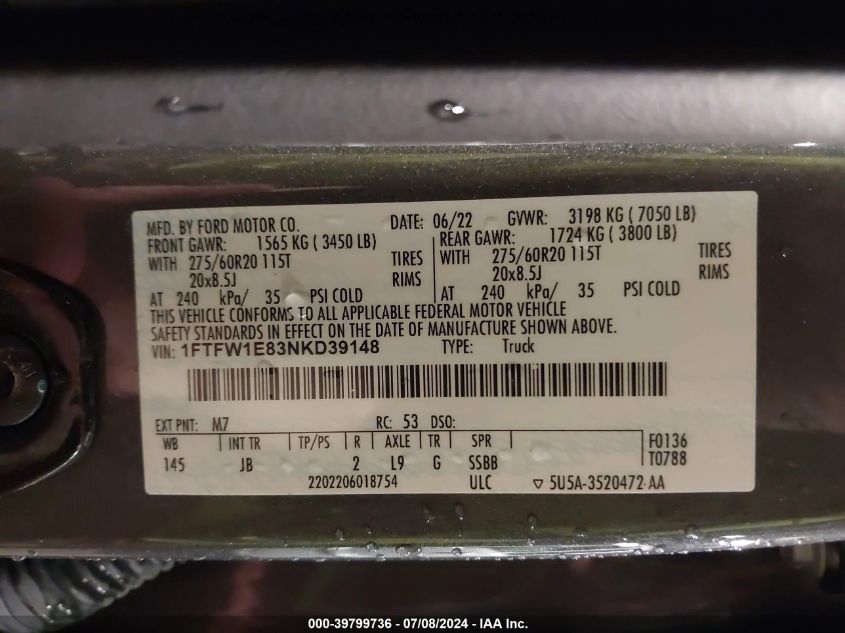 MFD. BY FORD MOTOR CO. DATE: 06/22 GVWR: 3198 KG ( 7050 LB)
FRONT GAWR: 1565 KG ( 3450 LB) REAR GAWR: 1724 KG ( 3800 LB)
WITH 275/60R20 115T TIRES WITH 275/60R20 115T TIRES
20x8.5J RIMS 20x8.5J RIMS
AT 240 kPa/ 35 PSI COLD AT 240 kPa/ 35 PSI COLD
THIS VEHICLE CONFORMS TO ALL APPLICABLE FEDERAL MOTOR VEHICLE
SAFETY STANDARDS IN EFFECT ON THE DATE OF MANUFACTURE SHOWN ABOVE.
VIN: 1FTFW1E83NKD39148 TYPE: Truck
EXT PNT: M7 RC: 53 DSO:
WB INT TR TP/PS R AXLE TR SPR F0136
145 JB 2 L9 G SSBB T0788
2202206018754 ULC ▽ 5U5A-3520472-AA
000-39799736 - 07/08/2024 - IAA Inc.